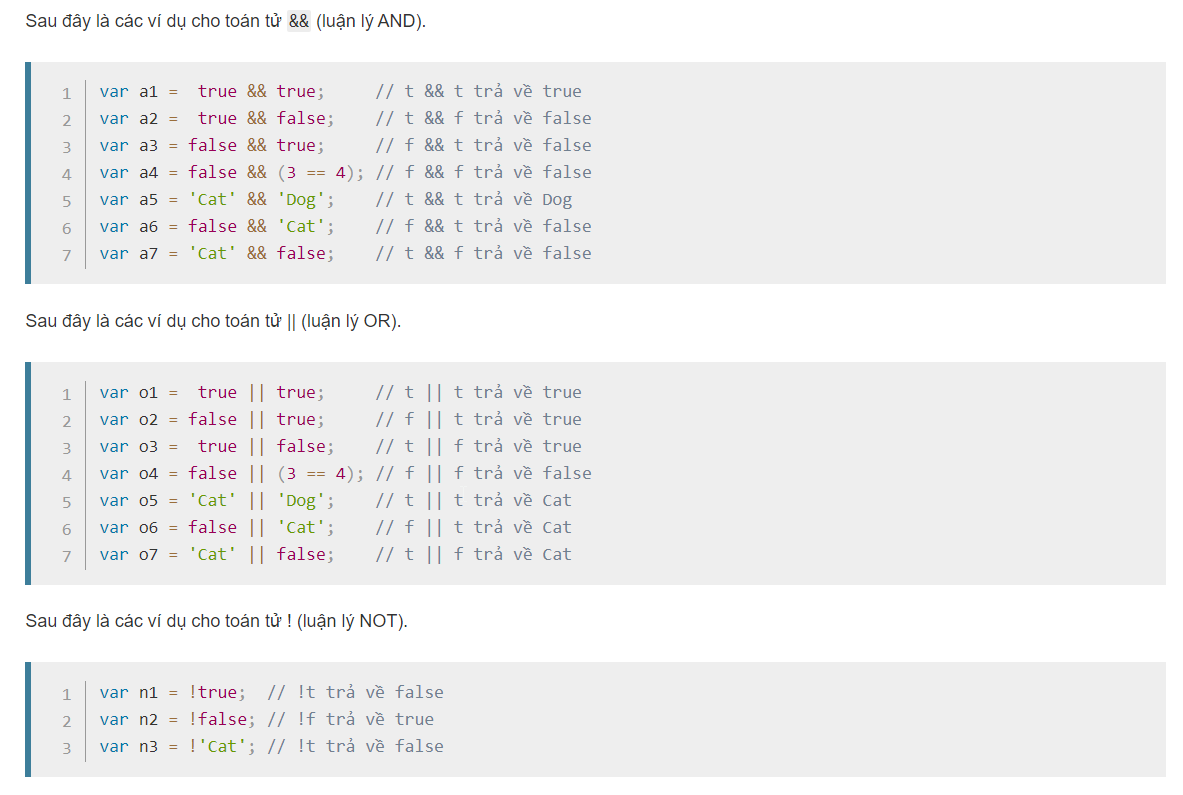 Sau đây là các ví dụ cho toán tử && (luận lý AND).
1 var a1 =  true && true;     // t && t trả về true
2 var a2 =  true && false;    // t && f trả về false
3 var a3 = false && true;     // f && t trả về false
4 var a4 = false && (3 == 4); // f && f trả về false
5 var a5 = 'Cat' && 'Dog';    // t && t trả về Dog
6 var a6 = false && 'Cat';    // f && t trả về false
7 var a7 = 'Cat' && false;    // t && f trả về false
Sau đây là các ví dụ cho toán tử || (luận lý OR).
1 var o1 =  true || true;     // t || t trả về true
2 var o2 = false || true;     // f || t trả về true
3 var o3 =  true || false;    // t || f trả về true
4 var o4 = false || (3 == 4); // f || f trả về false
5 var o5 = 'Cat' || 'Dog';    // t || t trả về Cat
6 var o6 = false || 'Cat';    // f || t trả về Cat
7 var o7 = 'Cat' || false;    // t || f trả về Cat
Sau đây là các ví dụ cho toán tử ! (luận lý NOT).
1 var n1 = !true;  // !t trả về false
2 var n2 = !false; // !f trả về true
3 var n3 = !'Cat'; // !t trả về false